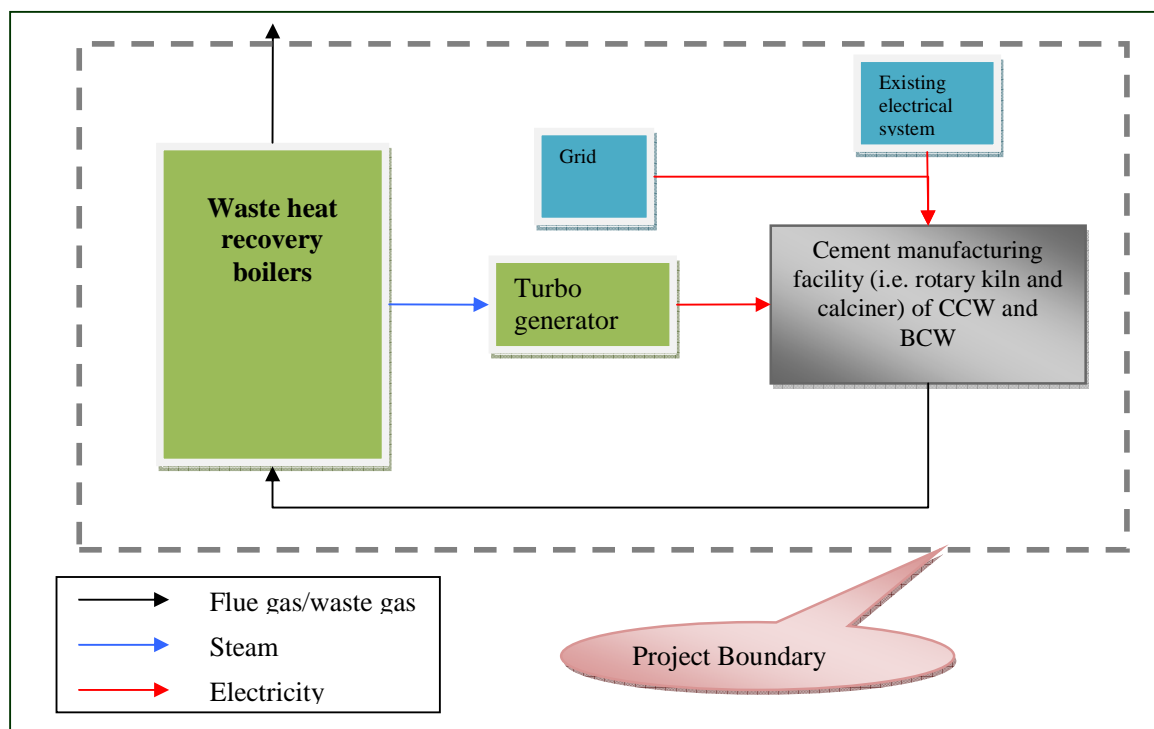 Existing
electrical
system
Grid
Waste heat
recovery
boilers
Turbo
generator
Cement manufacturing
facility (i.e. rotary kiln and
calciner) of CCW and
BCW
Flue gas/waste gas
Steam
Electricity
Project Boundary